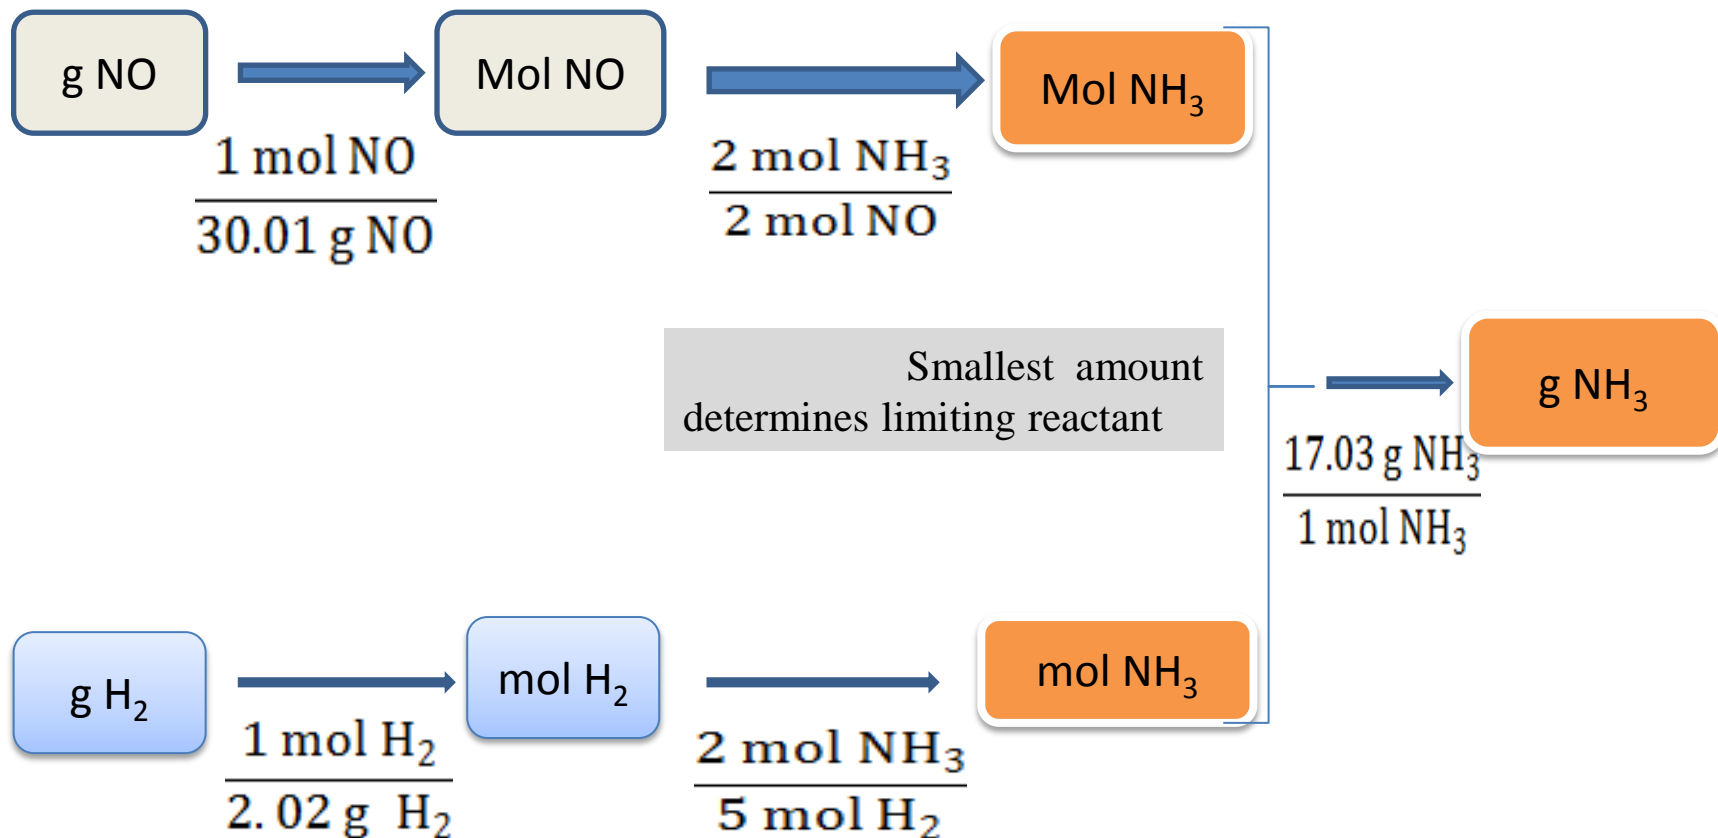 g NO
Mol NO
Mol NH₃
1 mol NO
30.01 g NO
2 mol NH₃
2 mol NO
Smallest amount
determines limiting reactant
g NH₃
17.03 g NH₃
1 mol NH₃
g H₂
mol H₂
mol NH₃
1 mol H₂
2. 02 g H₂
2 mol NH₃
5 mol H₂